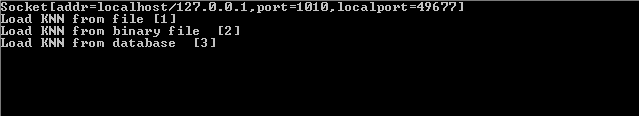 Socket[addr=localhost/127.0.0.1,port=1010,localport=49677]
Load KNN from file [1]
Load KNN from binary file  [2]
Load KNN from database  [3]